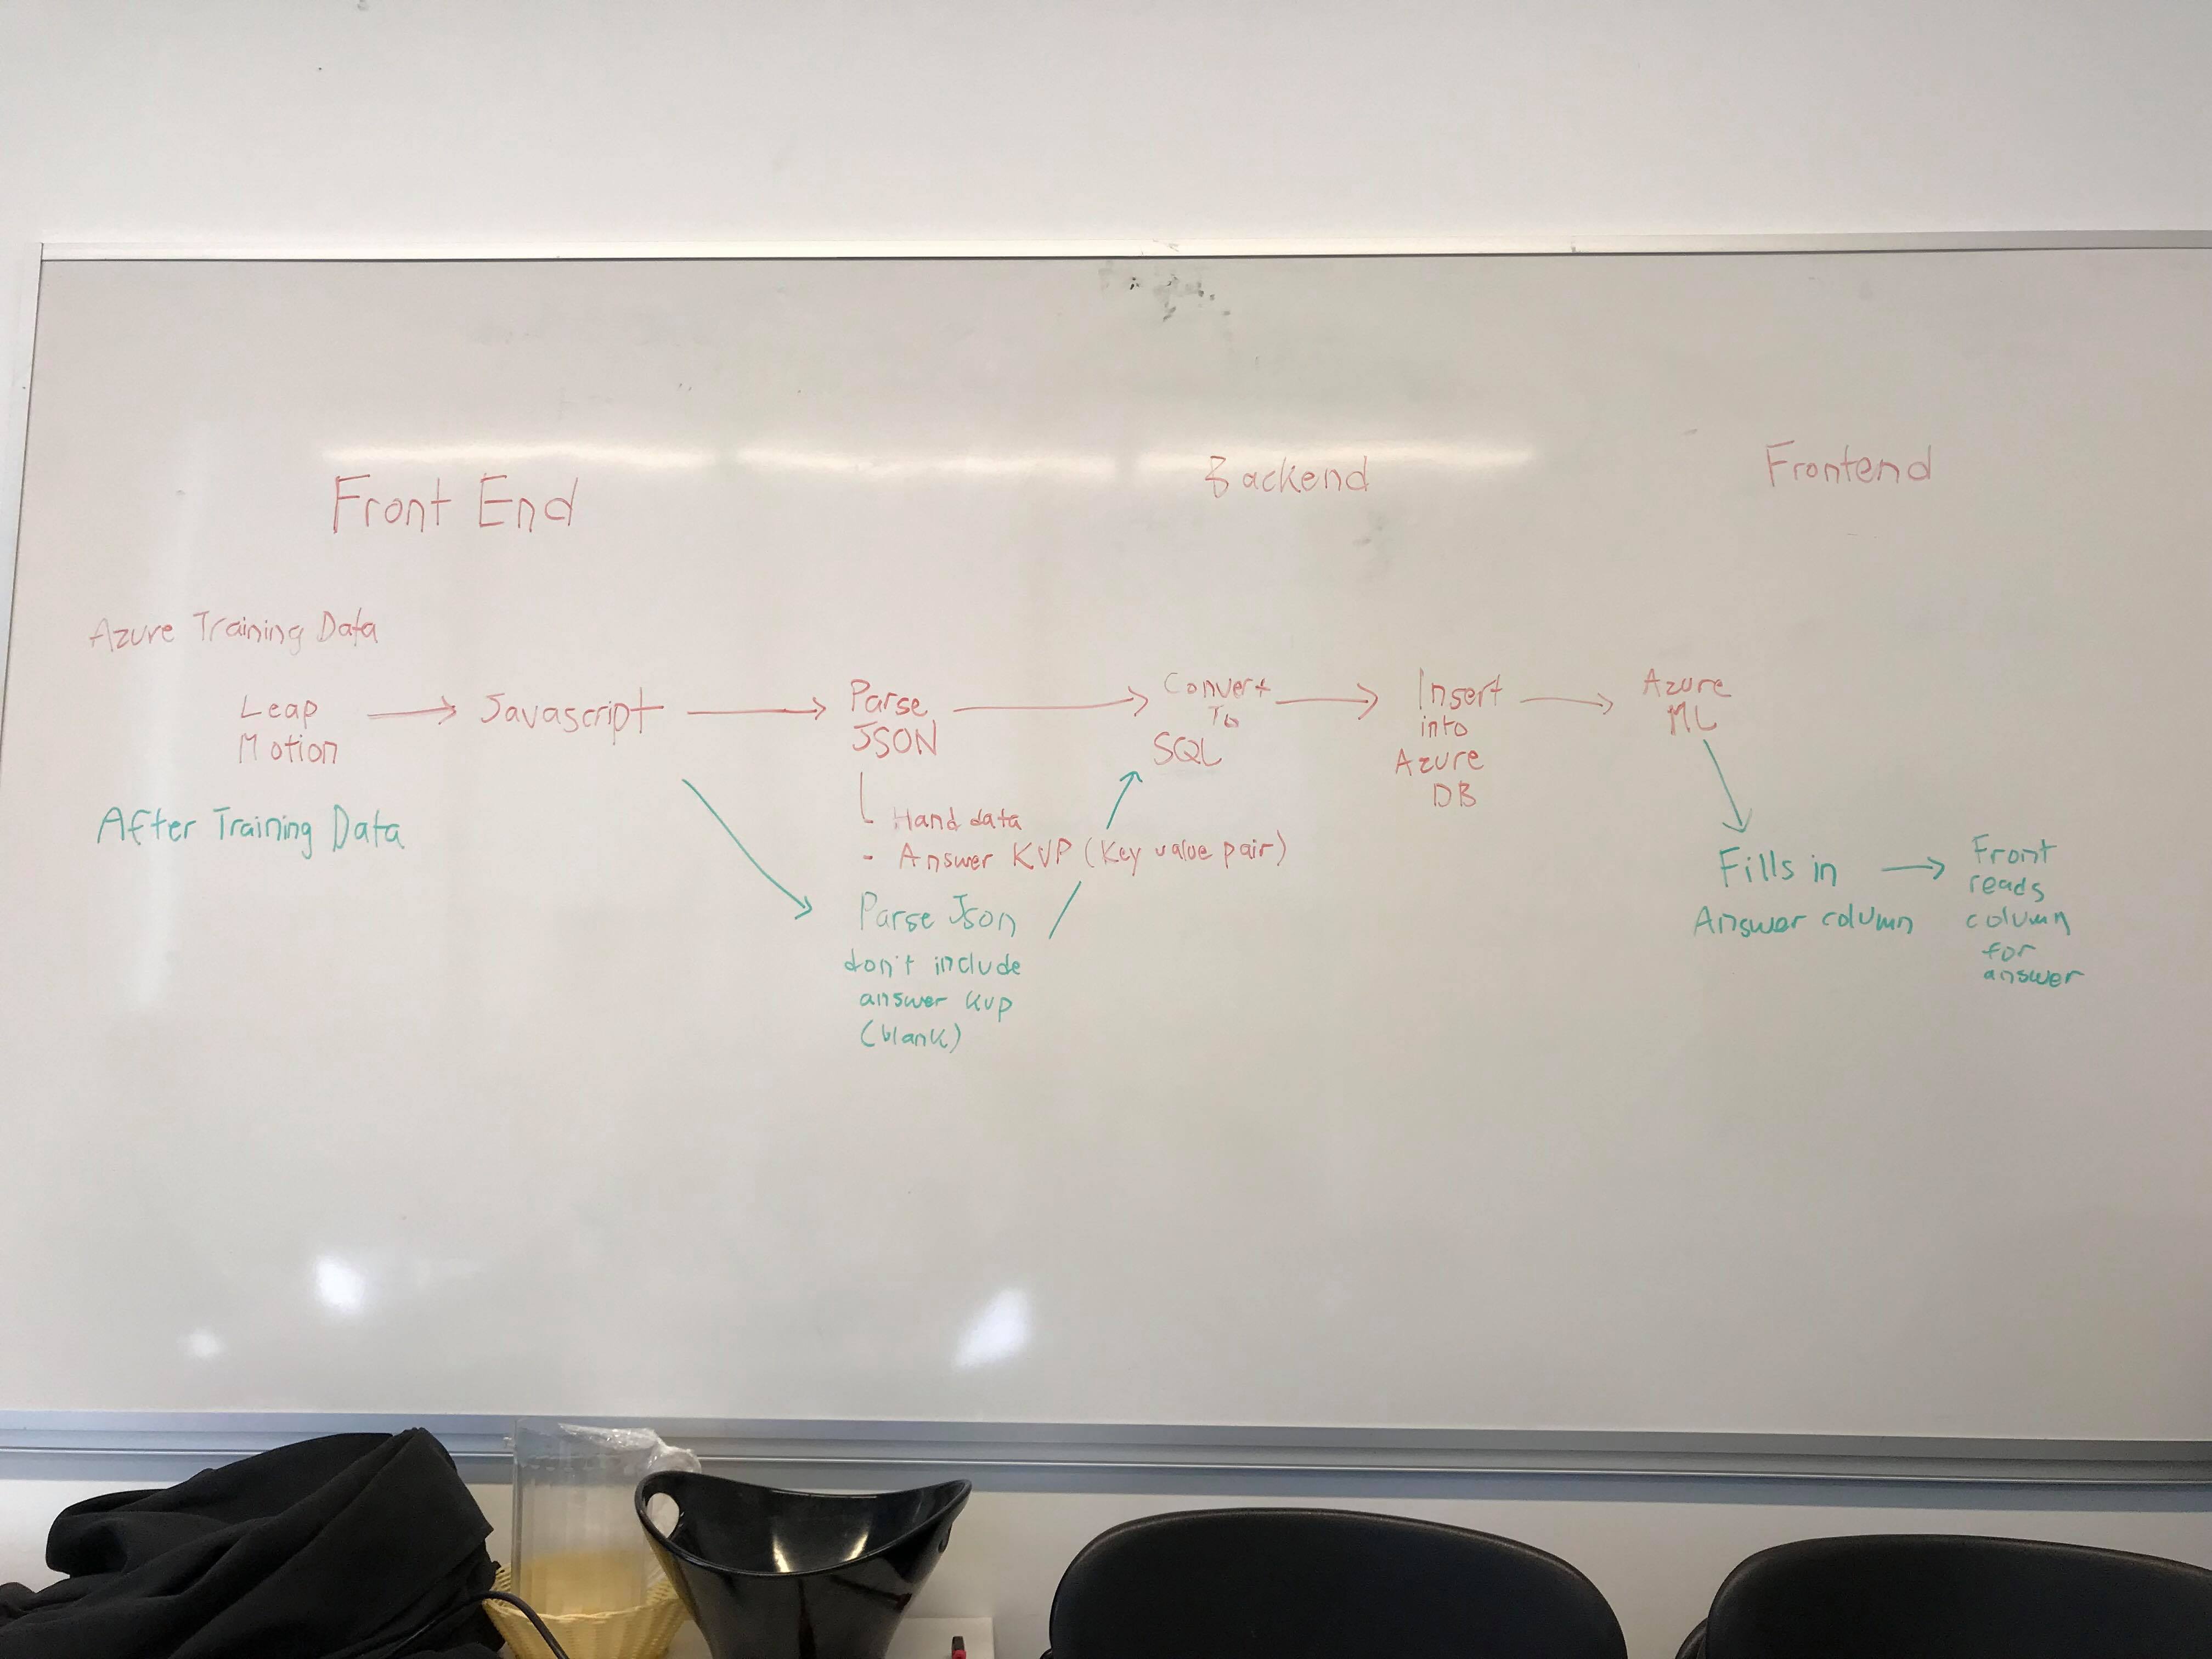 Front End
Backend
Frontend
Azure Training Data
Leap
Motion
Javascript
Parse
JSON
Hand data
- Answer KVP (Key value pair)
Convert
To
SQL
Insert
into
Azure
DB
Azure
ML
After Training Data
Parse Json
don't include
answer kvp
(blank)
Fills in
Answer column
Front
reads
column
for
answer